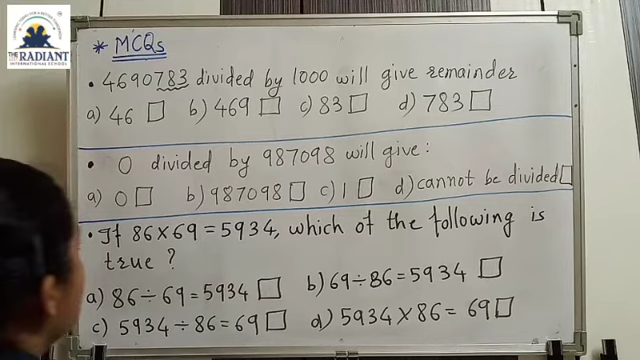 THE RADIANT
INTERNATIONAL SCHOOL
* MCQs
• 4690783 divided by 1000 will give remainder
a) 46 b) 469 c) 83 d) 783
• 0 divided by 987098 will give:
a) 0 b) 987098 c) 1 d) cannot be divided
• If 86×69=5934, which of the following is
true?
a) 86÷69=5934 b) 69÷86=5934
c) 5934÷86=69 d) 5934×86=69